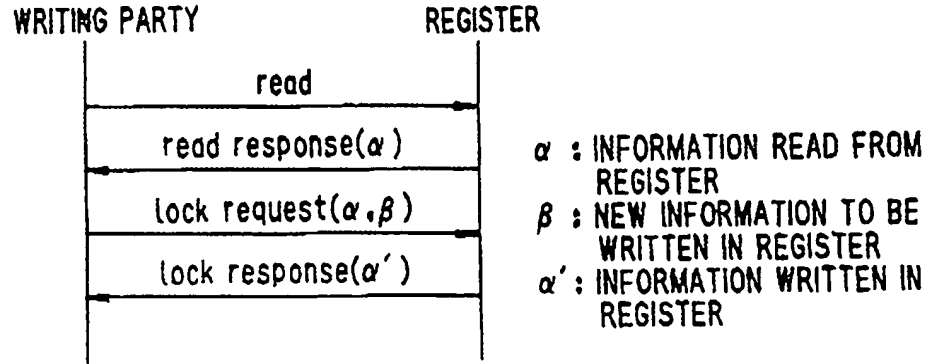 WRITING PARTY REGISTER
read
read response(α)
lock request(α,β)
lock response(α′)
α : INFORMATION READ FROM
REGISTER
β : NEW INFORMATION TO BE
WRITTEN IN REGISTER
α′ : INFORMATION WRITTEN IN
REGISTER